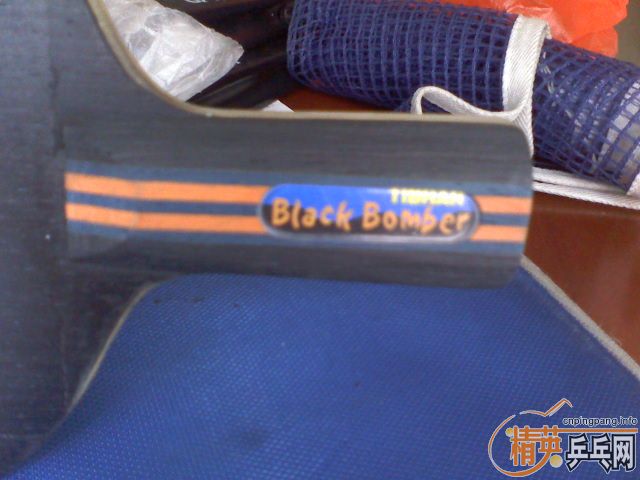 TIBHAR
Black Bomber
cnpingpang.info
精英乒乓网